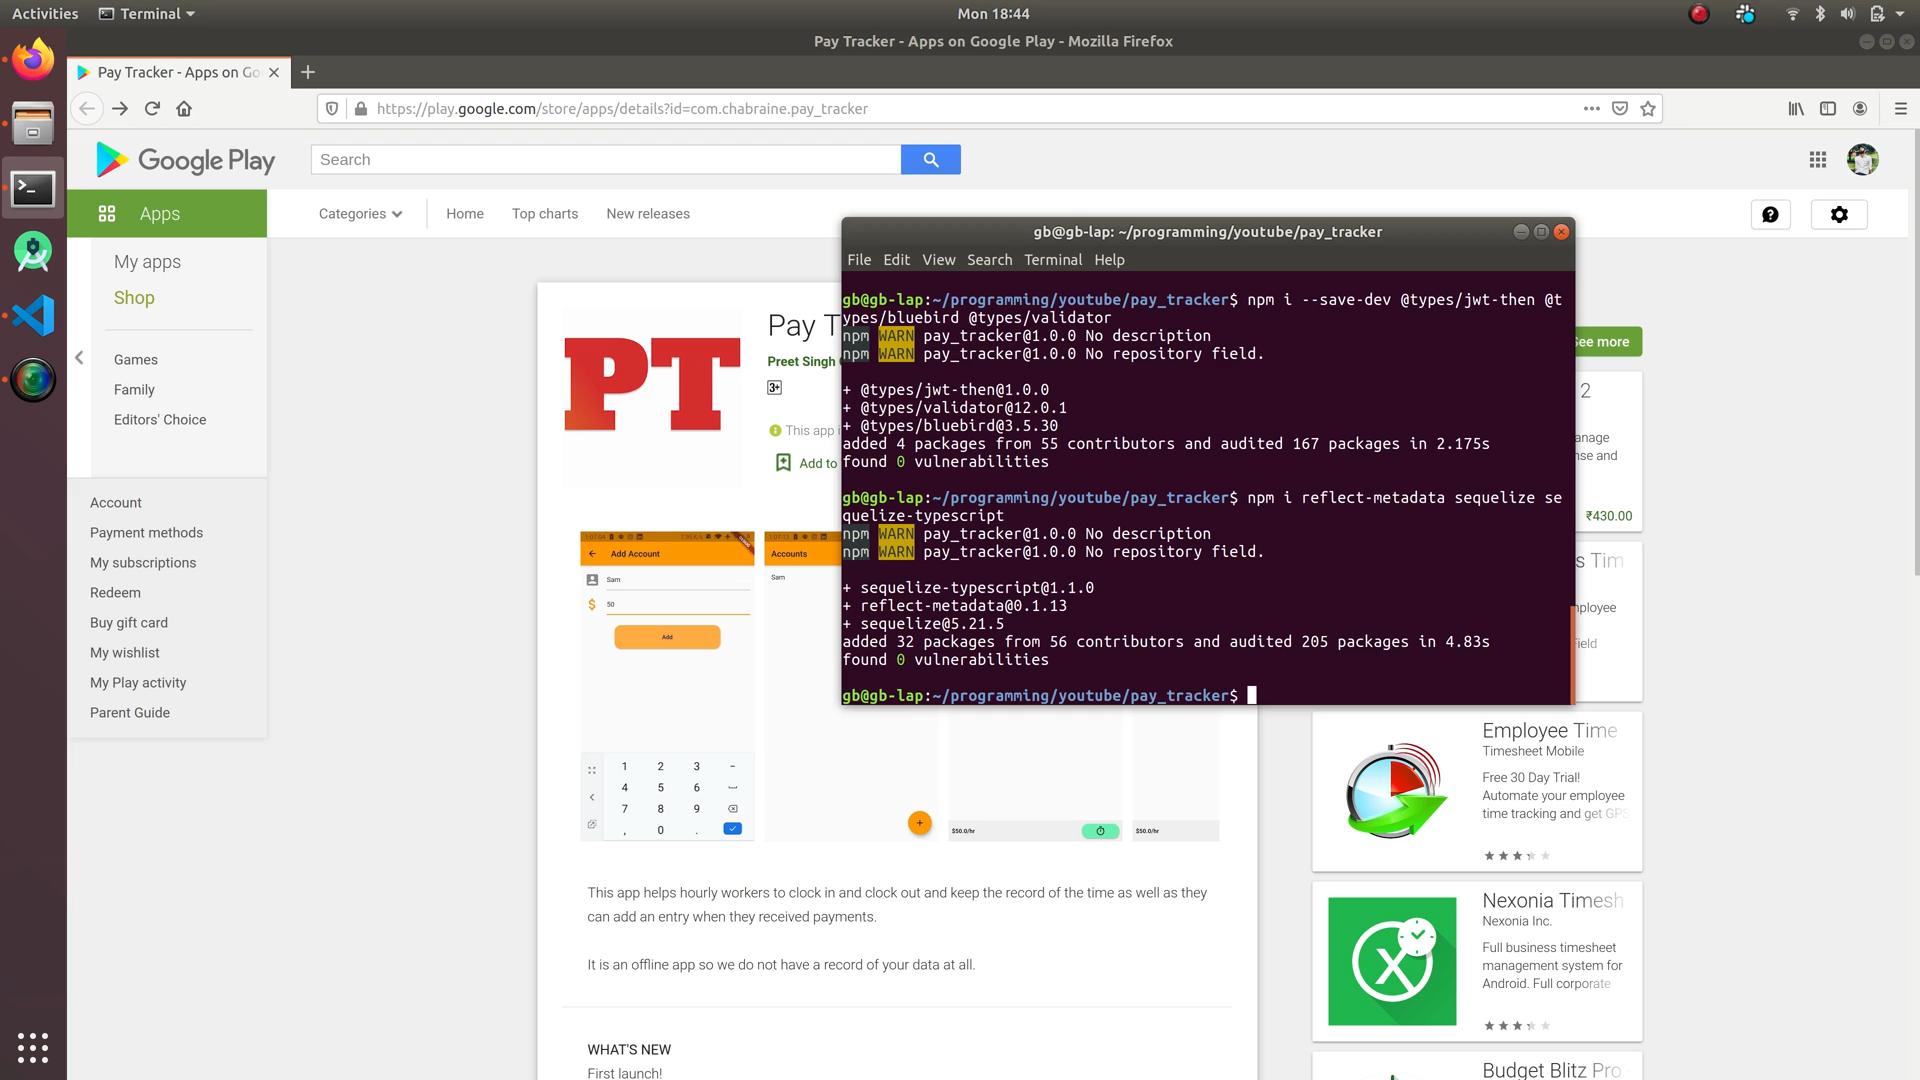 Activities
Terminal
Mon 18:44
Pay Tracker - Apps on Google Play - Mozilla Firefox
Pay Tracker - Apps on Go
https://play.google.com/store/apps/details?id=com.chabraine.pay_tracker
Google Play
Search
Apps
Categories
Home
Top charts
New releases
My apps
Shop
Games
Family
Editors' Choice
Account
Payment methods
My subscriptions
Redeem
Buy gift card
My wishlist
My Play activity
Parent Guide
PT
Pay T
Preet Singh
3+
This app i
Add to
gb@gb-lap: ~/programming/youtube/pay_tracker
File Edit View Search Terminal Help
gb@gb-lap:~/programming/youtube/pay_tracker$ npm i --save-dev @types/jwt-then @t
ypes/bluebird @types/validator
npm WARN pay_tracker@1.0.0 No description
npm WARN pay_tracker@1.0.0 No repository field.
+ @types/jwt-then@1.0.0
+ @types/validator@12.0.1
+ @types/bluebird@3.5.30
added 4 packages from 55 contributors and audited 167 packages in 2.175s
found 0 vulnerabilities
gb@gb-lap:~/programming/youtube/pay_tracker$ npm i reflect-metadata sequelize se
quelize-typescript
npm WARN pay_tracker@1.0.0 No description
npm WARN pay_tracker@1.0.0 No repository field.
+ sequelize-typescript@1.1.0
+ reflect-metadata@0.1.13
+ sequelize@5.21.5
added 32 packages from 56 contributors and audited 205 packages in 4.83s
found 0 vulnerabilities
gb@gb-lap:~/programming/youtube/pay_tracker$
Add Account
Sam
50
Add
1 2 3 -
4 5 6
7 8 9
, 0 .
Accounts
Sam
$50.0/hr
$50.0/hr
This app helps hourly workers to clock in and clock out and keep the record of the time as well as they
can add an entry when they received payments.
It is an offline app so we do not have a record of your data at all.
WHAT'S NEW
First launch!
See more
2
anage
nse and
₹430.00
s Tim
mployee
Field
Employee Time
Timesheet Mobile
Free 30 Day Trial!
Automate your employee
time tracking and get GPS
Nexonia Timesh
Nexonia Inc.
Full business timesheet
management system for
Android. Full corporate
Budget Blitz Pro